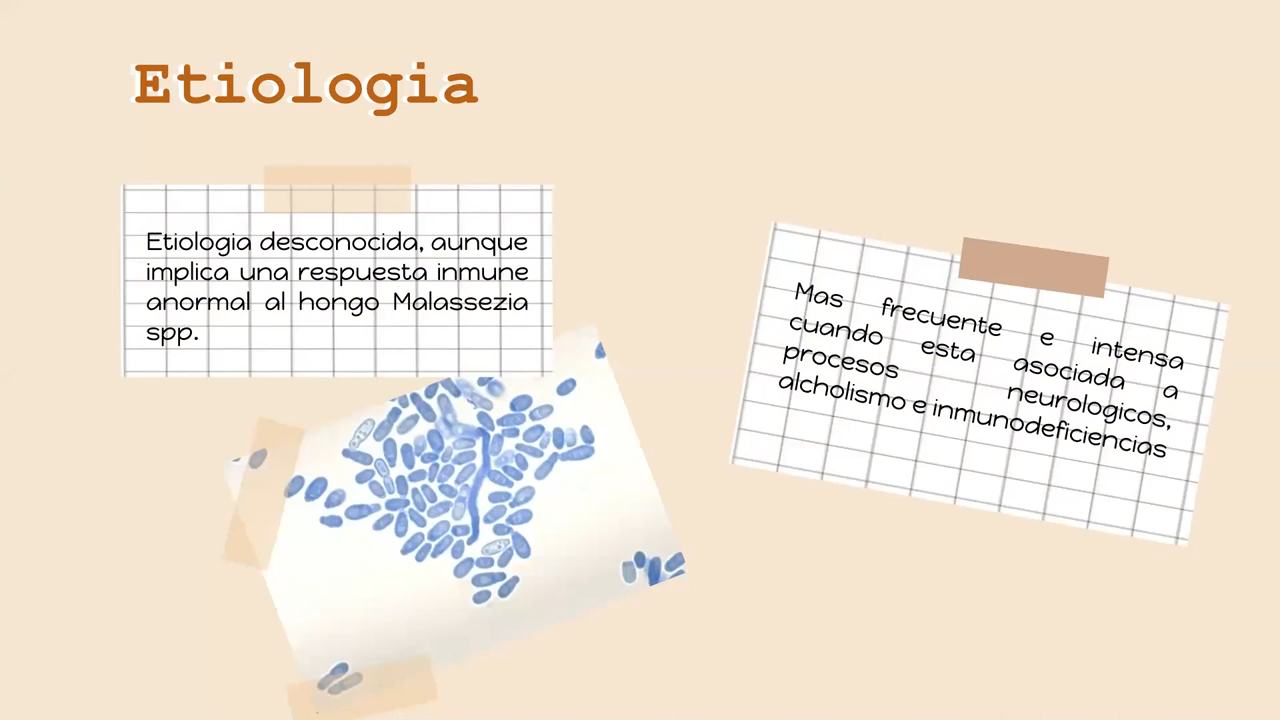 Etiologia
Etiologia desconocida, aunque
implica una respuesta inmune
anormal al hongo Malassezia
spp.
Mas frecuente e intensa
cuando esta asociada a
procesos neurologicos,
alcholismo e inmunodeficiencias